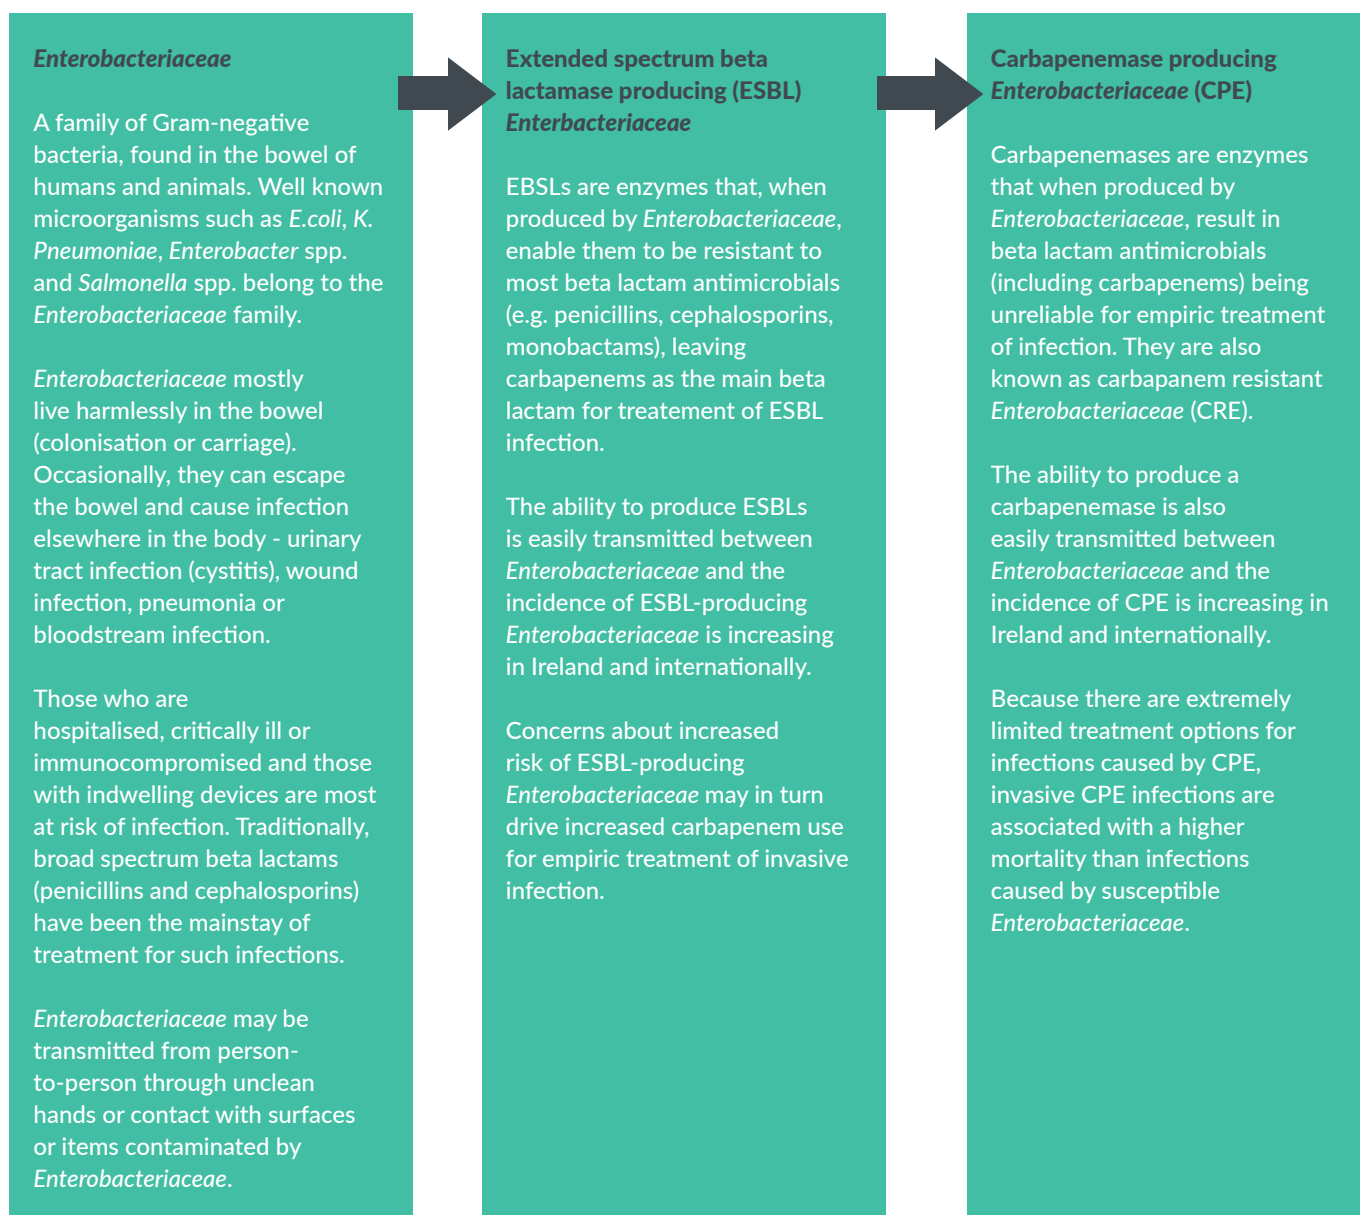 Enterobacteriaceae
A family of Gram-negative
bacteria, found in the bowel of
humans and animals. Well known
microorganisms such as E.coli, K.
Pneumoniae, Enterobacter spp.
and Salmonella spp. belong to the
Enterobacteriaceae family.
Enterobacteriaceae mostly
live harmlessly in the bowel
(colonisation or carriage).
Occasionally, they can escape
the bowel and cause infection
elsewhere in the body - urinary
tract infection (cystitis), wound
infection, pneumonia or
bloodstream infection.
Those who are
hospitalised, critically ill or
immunocompromised and those
with indwelling devices are most
at risk of infection. Traditionally,
broad spectrum beta lactams
(penicillins and cephalosporins)
have been the mainstay of
treatment for such infections.
Enterobacteriaceae may be
transmitted from person-
to-person through unclean
hands or contact with surfaces
or items contaminated by
Enterobacteriaceae.
Extended spectrum beta
lactamase producing (ESBL)
Enterbacteriaceae
EBSLs are enzymes that, when
produced by Enterobacteriaceae,
enable them to be resistant to
most beta lactam antimicrobials
(e.g. penicillins, cephalosporins,
monobactams), leaving
carbapenems as the main beta
lactam for treatement of ESBL
infection.
The ability to produce ESBLs
is easily transmitted between
Enterobacteriaceae and the
incidence of ESBL-producing
Enterobacteriaceae is increasing
in Ireland and internationally.
Concerns about increased
risk of ESBL-producing
Enterobacteriaceae may in turn
drive increased carbapenem use
for empiric treatment of invasive
infection.
Carbapenemase producing
Enterobacteriaceae (CPE)
Carbapenemases are enzymes
that when produced by
Enterobacteriaceae, result in
beta lactam antimicrobials
(including carbapenems) being
unreliable for empiric treatment
of infection. They are also
known as carbapanem resistant
Enterobacteriaceae (CRE).
The ability to produce a
carbapenemase is also
easily transmitted between
Enterobacteriaceae and the
incidence of CPE is increasing in
Ireland and internationally.
Because there are extremely
limited treatment options for
infections caused by CPE,
invasive CPE infections are
associated with a higher
mortality than infections
caused by susceptible
Enterobacteriaceae.